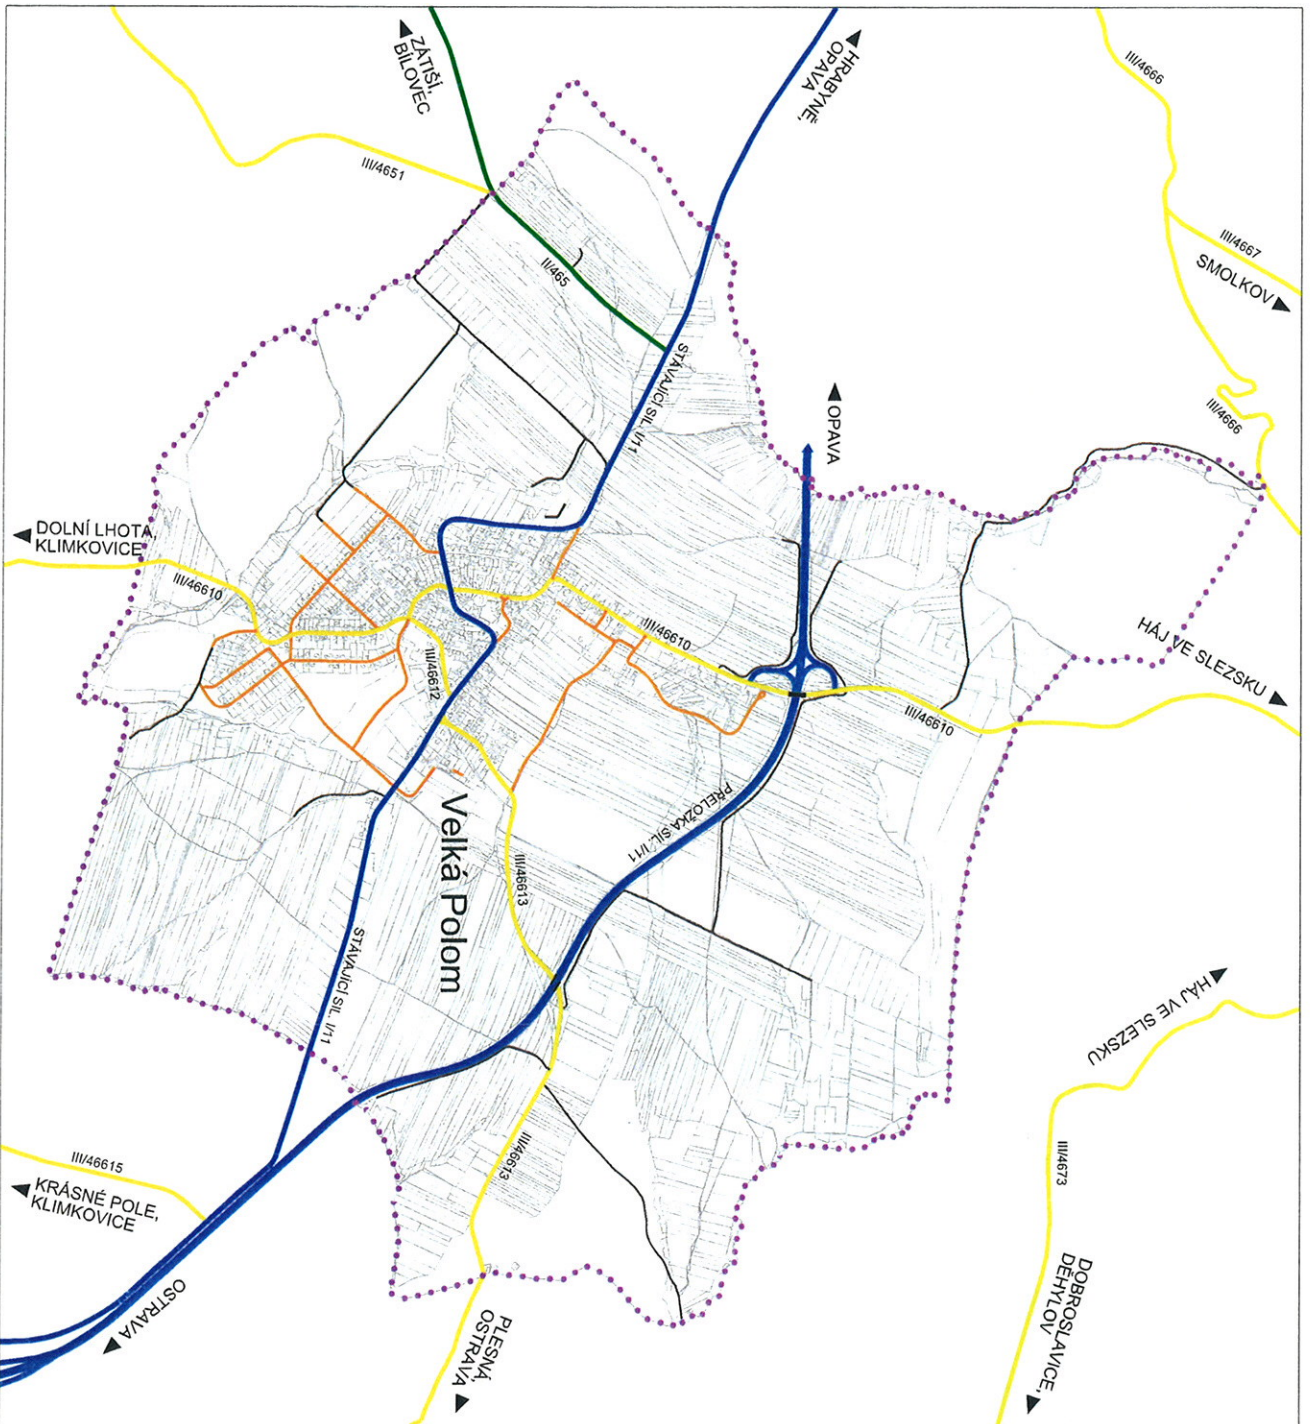 ZÁTIŠÍ,
BÍLOVEC
HRABYNĚ,
OPAVA
III/4666
III/4651
III/4667
SMOLKOV
II/465
STÁVAJÍCÍ SIL. I/11
OPAVA
III/4666
DOLNÍ LHOTA,
KLIMKOVICE
III/46610
III/46610
HÁJ VE SLEZSKU
III/46612
III/46610
PŘELOŽKA SIL. I/11
Velká Polom
III/46613
STÁVAJÍCÍ SIL. I/11
HÁJ VE SLEZSKU
III/46613
III/4673
III/46615
KRÁSNÉ POLE,
KLIMKOVICE
OSTRAVA
PLESNÁ,
OSTRAVA
DOBROSLAVICE,
DĚHYLOV